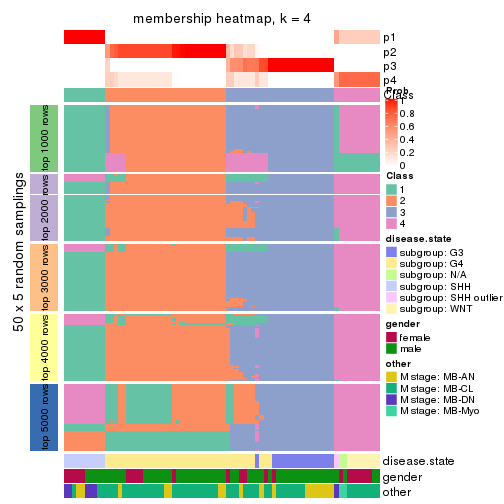 membership heatmap, k = 4
p1
p2
p3
p4
Class
Prob
0.8
0.6
0.4
0.2
0
Class
1
2
3
4
disease.state
subgroup: G3
subgroup: G4
subgroup: N/A
subgroup: SHH
subgroup: SHH outlier
subgroup: WNT
gender
female
male
other
M stage: MB-AN
M stage: MB-CL
M stage: MB-DN
M stage: MB-Myo
50 x 5 random samplings
top 1000 rows
top 2000 rows
top 3000 rows
top 4000 rows
top 5000 rows
disease.state
gender
other